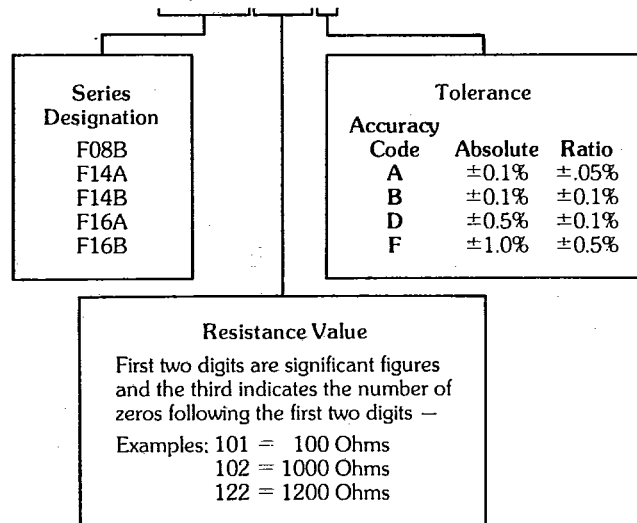 Series
Designation
F08B
F14A
F14B
F16A
F16B
Tolerance
Accuracy
Code Absolute Ratio
A ±0.1% ±.05%
B ±0.1% ±0.1%
D ±0.5% ±0.1%
F ±1.0% ±0.5%
Resistance Value
First two digits are significant figures
and the third indicates the number of
zeros following the first two digits —
Examples: 101 = 100 Ohms
102 = 1000 Ohms
122 = 1200 Ohms